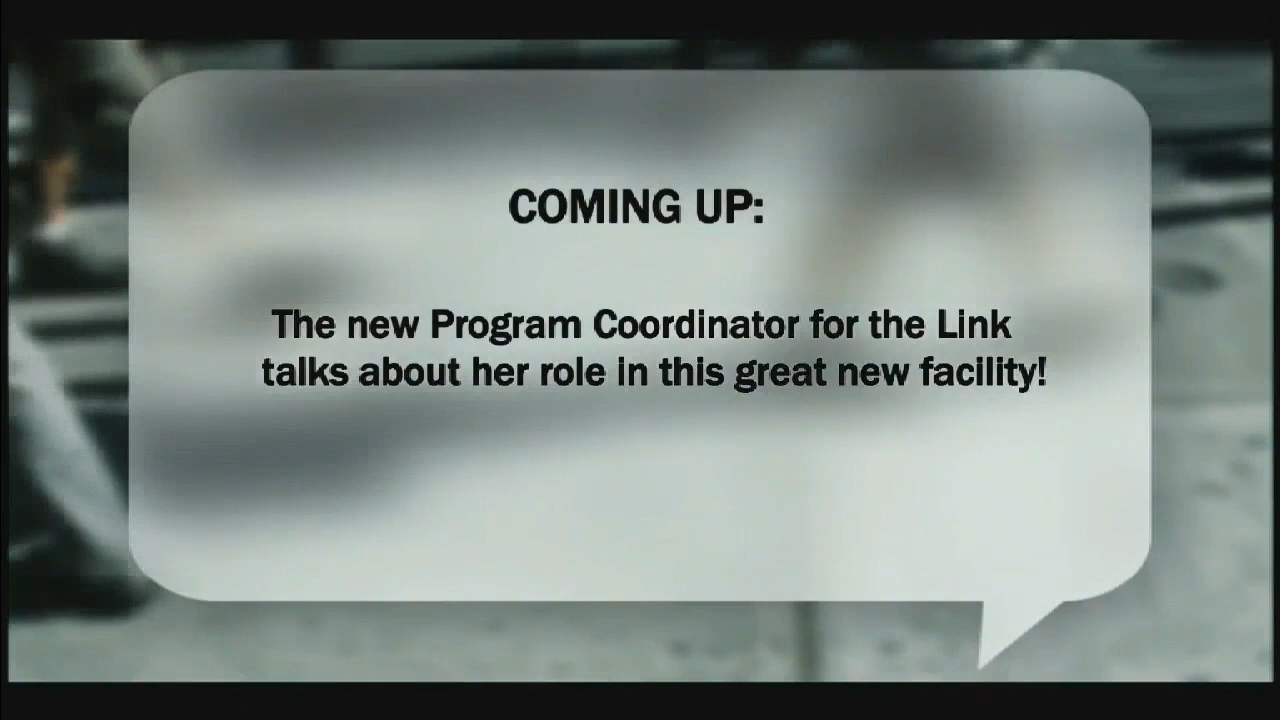 COMING UP:
The new Program Coordinator for the Link
talks about her role in this great new facility!